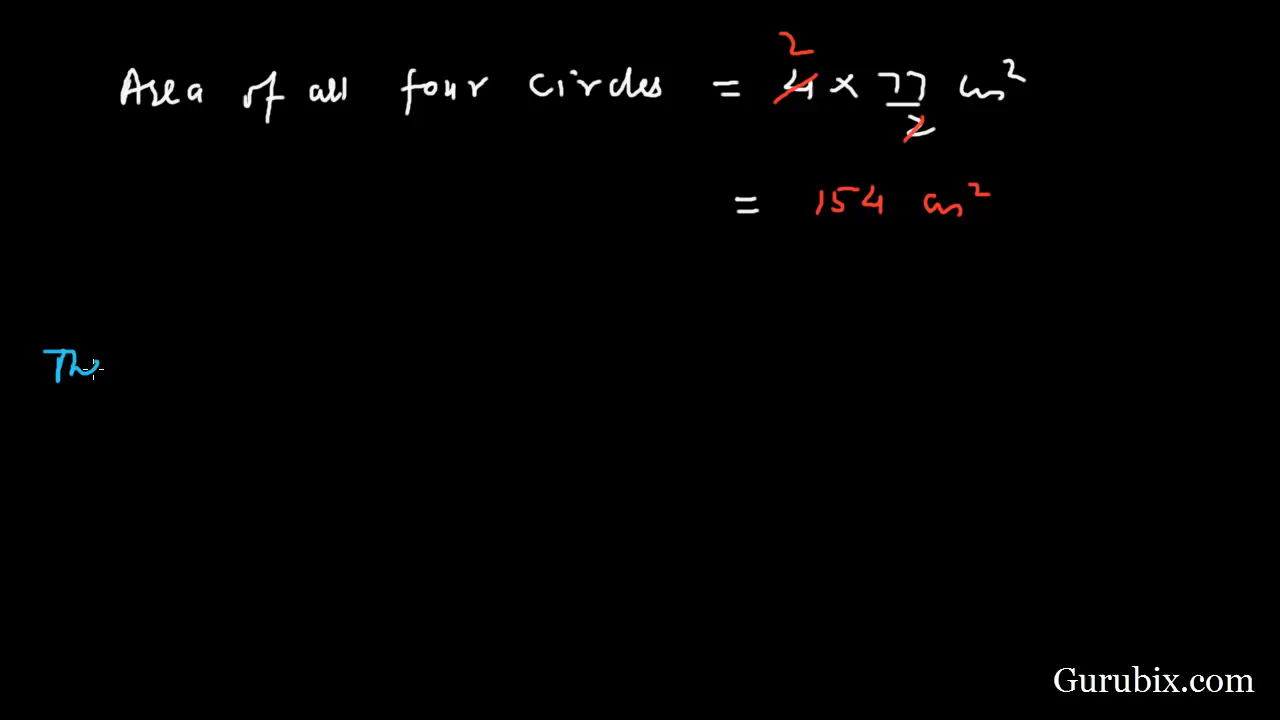 Area of all four circles = 4 2 × 77/2 cm²
= 154 cm²
Th
Gurubix.com